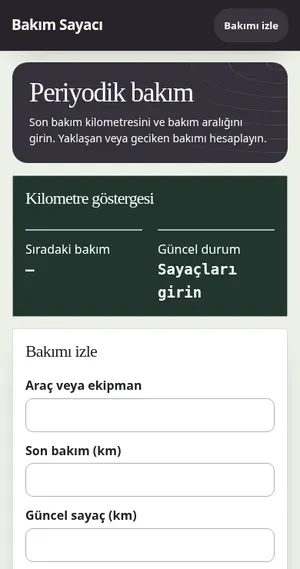 Bakım Sayacı
Bakımı izle
Periyodik bakım
Son bakım kilometresini ve bakım aralığını
girin. Yaklaşan veya geciken bakımı hesaplayın.
Kilometre göstergesi
Sıradaki bakım
—
Güncel durum
Sayaçları
girin
Bakımı izle
Araç veya ekipman
Son bakım (km)
Güncel sayaç (km)